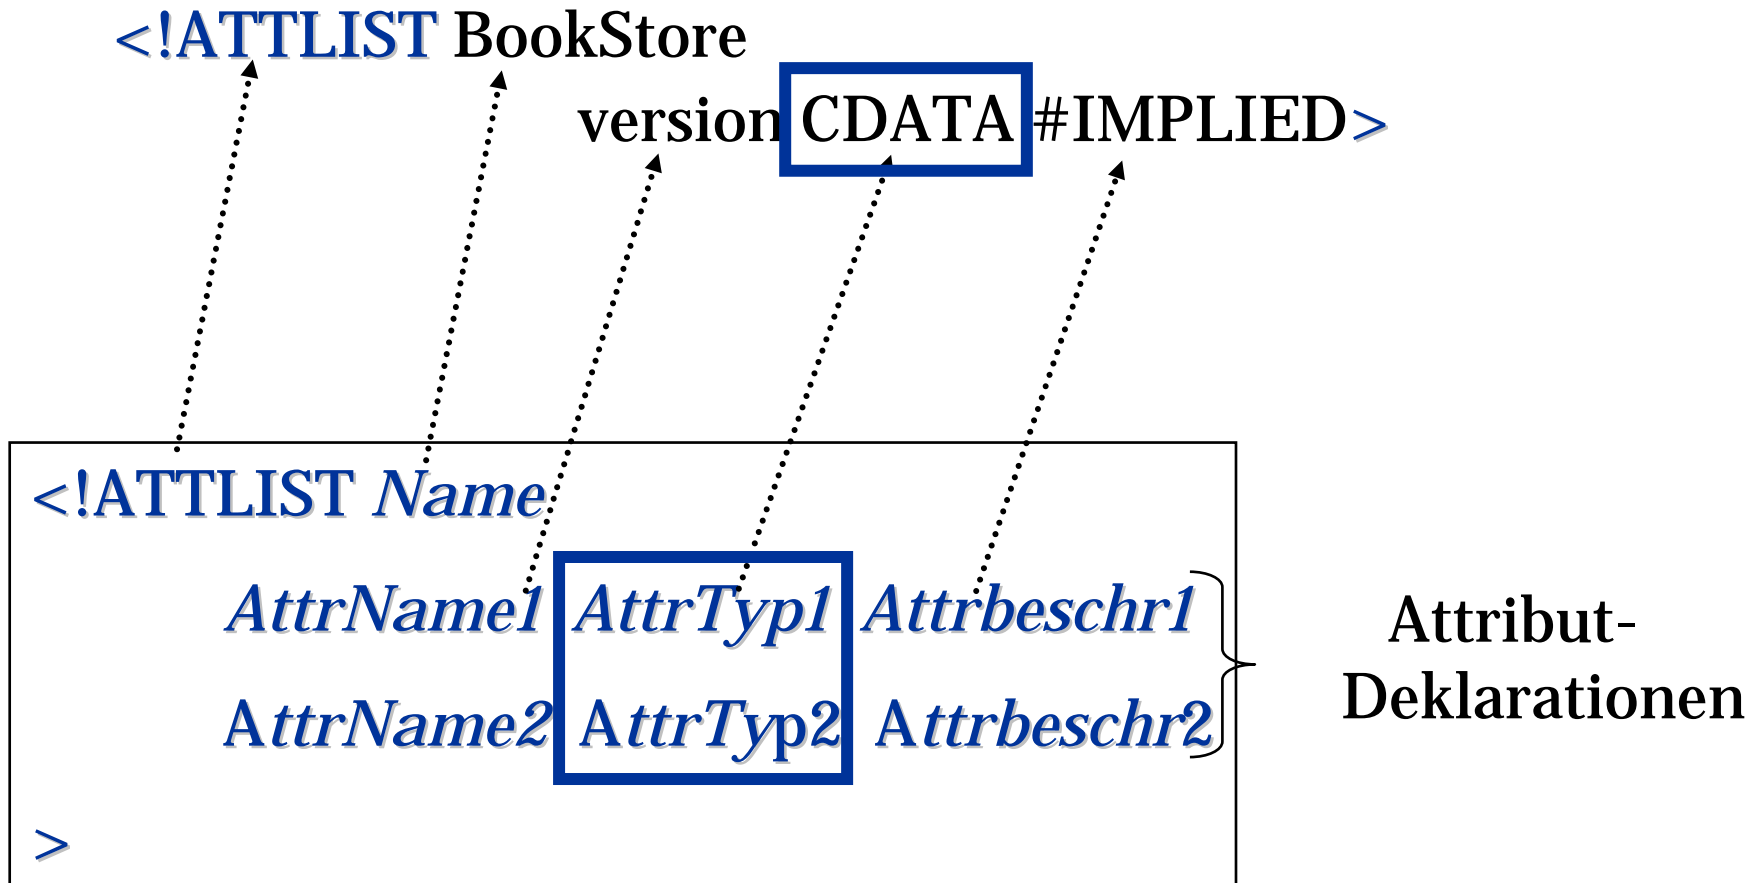 <!ATTLIST BookStore
version CDATA #IMPLIED>
<!ATTLIST Name
AttrName1 AttrTyp1 Attrbeschr1
AttrName2 AttrTyp2 Attrbeschr2
>
Attribut-
Deklarationen